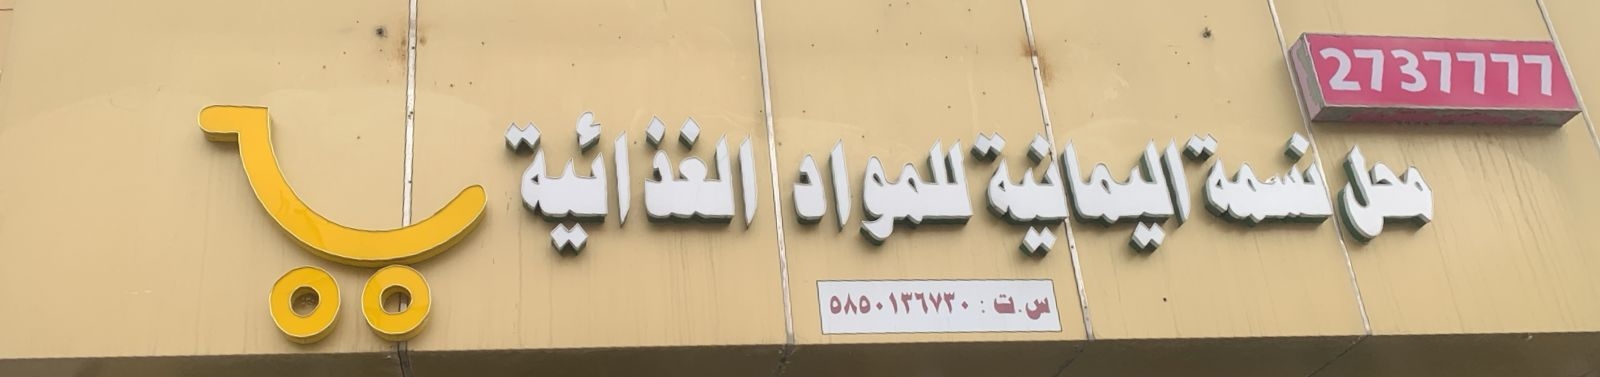 2737777
محل نسمة اليمانية للمواد الغذائية
س.ت : ٥٨٥٠١٣٦٧٣٠